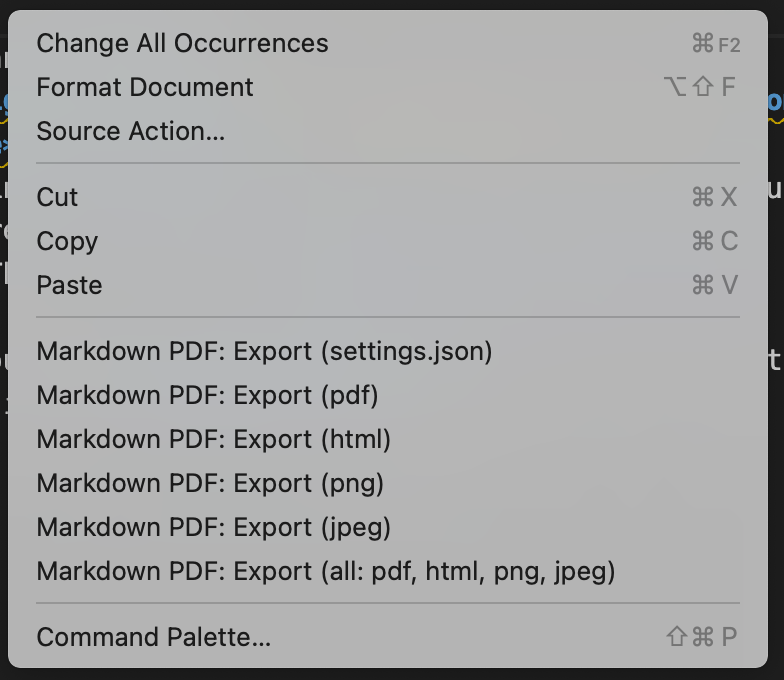 Change All Occurrences ⌘F2
Format Document ⌥⇧F
Source Action...
Cut ⌘X
Copy ⌘C
Paste ⌘V
Markdown PDF: Export (settings.json)
Markdown PDF: Export (pdf)
Markdown PDF: Export (html)
Markdown PDF: Export (png)
Markdown PDF: Export (jpeg)
Markdown PDF: Export (all: pdf, html, png, jpeg)
Command Palette... ⇧⌘P